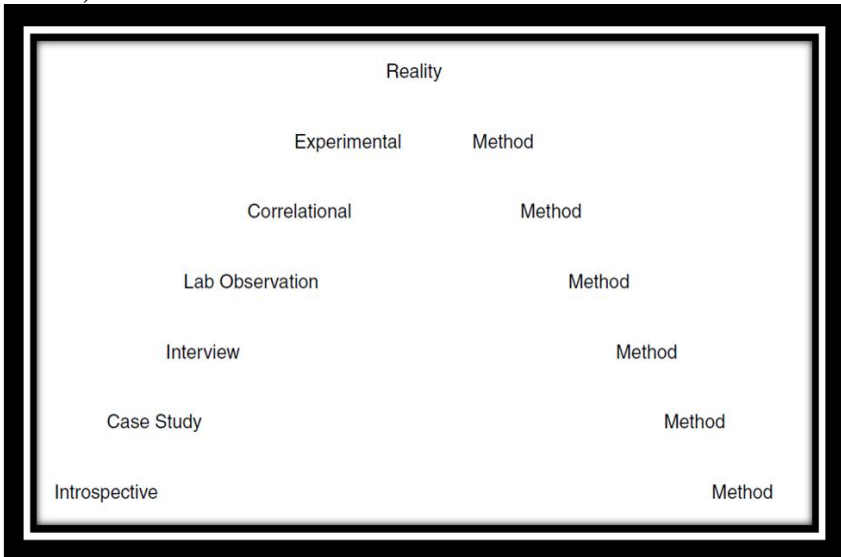 Reality
Experimental Method
Correlational Method
Lab Observation Method
Interview Method
Case Study Method
Introspective Method